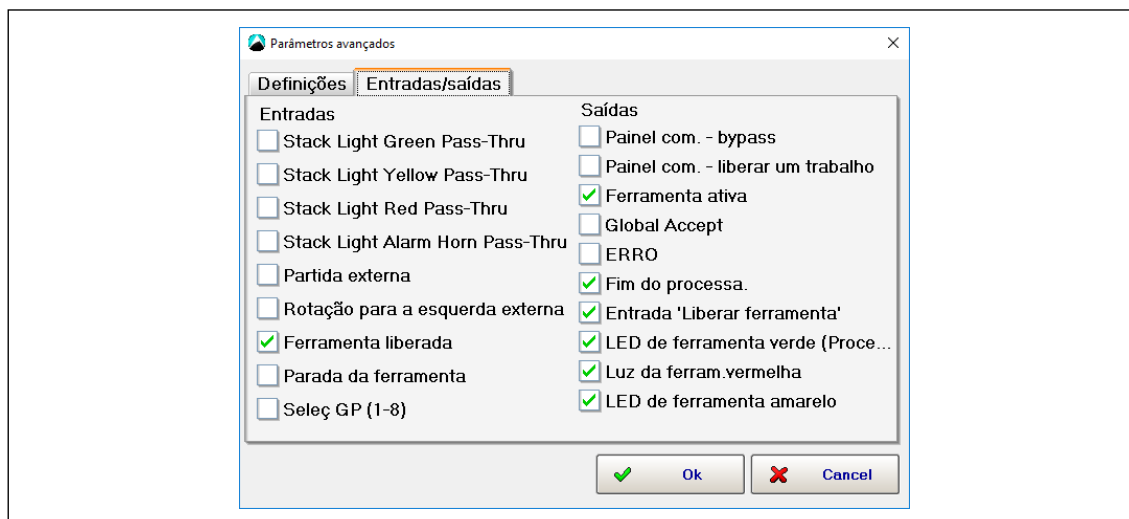 Parâmetros avançados
Definições
Entradas/saídas
Entradas
Stack Light Green Pass-Thru
Stack Light Yellow Pass-Thru
Stack Light Red Pass-Thru
Stack Light Alarm Horn Pass-Thru
Partida externa
Rotação para a esquerda externa
Ferramenta liberada
Parada da ferramenta
Seleç GP (1-8)
Saídas
Painel com. - bypass
Painel com. - liberar um trabalho
Ferramenta ativa
Global Accept
ERRO
Fim do processa.
Entrada 'Liberar ferramenta'
LED de ferramenta verde (Proce...
Luz da ferram.vermelha
LED de ferramenta amarelo
Ok
Cancel